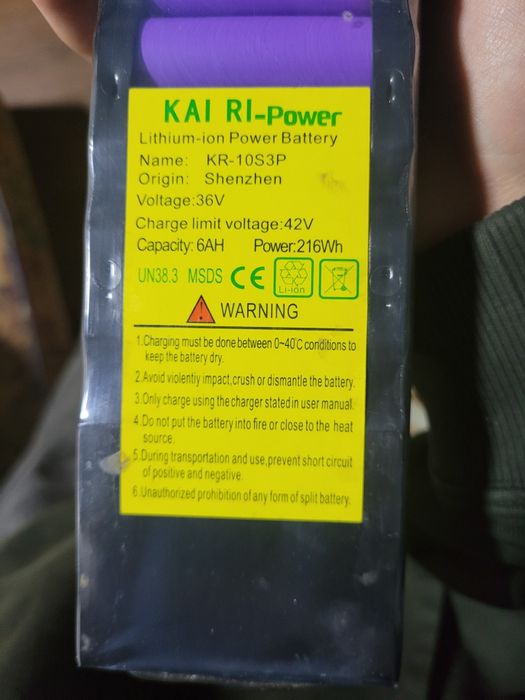 KAI RI-Power
Lithium-ion Power Battery
Name: KR-10S3P
Origin: Shenzhen
Voltage:36V
Charge limit voltage:42V
Capacity: 6AH Power:216Wh
UN38.3 MSDS CE Li-ion
WARNING
1.Charging must be done between 0~40℃ conditions to
keep the battery dry.
2.Avoid violentiy impact,crush or dismantle the battery.
3.Only charge using the charger stated in user manual.
4.Do not put the battery into fire or close to the heat
source.
5.During transportation and use,prevent short circuit
of positive and negative.
6.Unauthorized prohibition of any form of split battery.